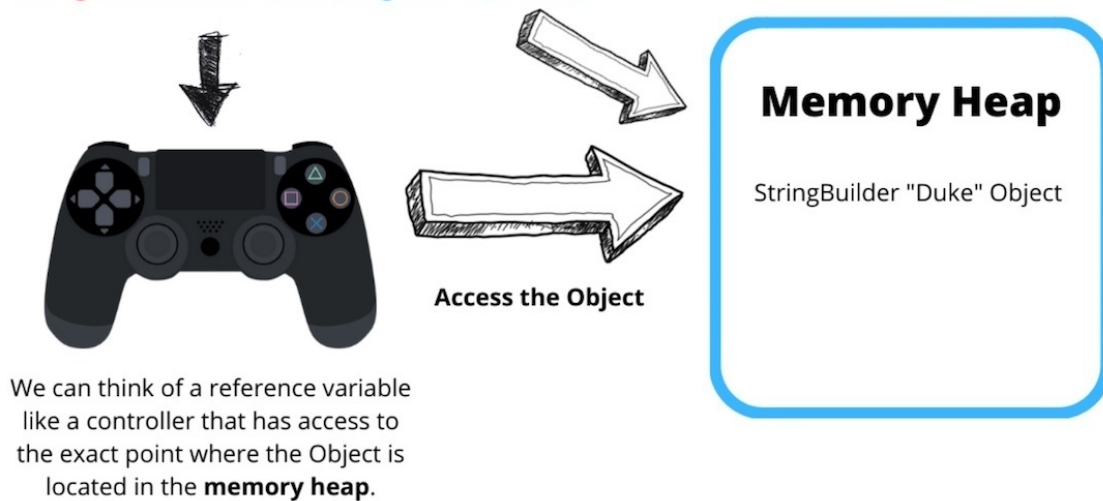 Memory Heap
StringBuilder "Duke" Object
Access the Object
We can think of a reference variable
like a controller that has access to
the exact point where the Object is
located in the memory heap.